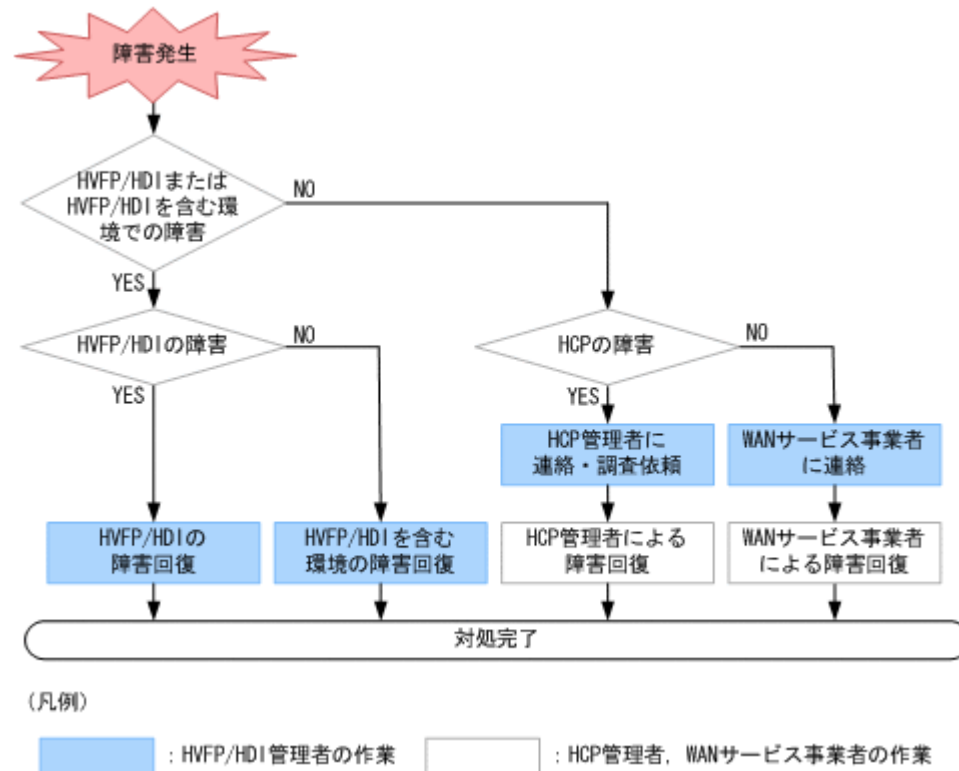 障害発生
HVFP/HDIまたは
HVFP/HDIを含む環
境での障害
NO
YES
HVFP/HDIの障害
NO
HCPの障害
NO
YES
YES
HCP管理者に
連絡・調査依頼
WANサービス事業者
に連絡
HVFP/HDIの
障害回復
HVFP/HDIを含む
環境の障害回復
HCP管理者による
障害回復
WANサービス事業者
による障害回復
対処完了
(凡例)
:HVFP/HDI管理者の作業
:HCP管理者, WANサービス事業者の作業